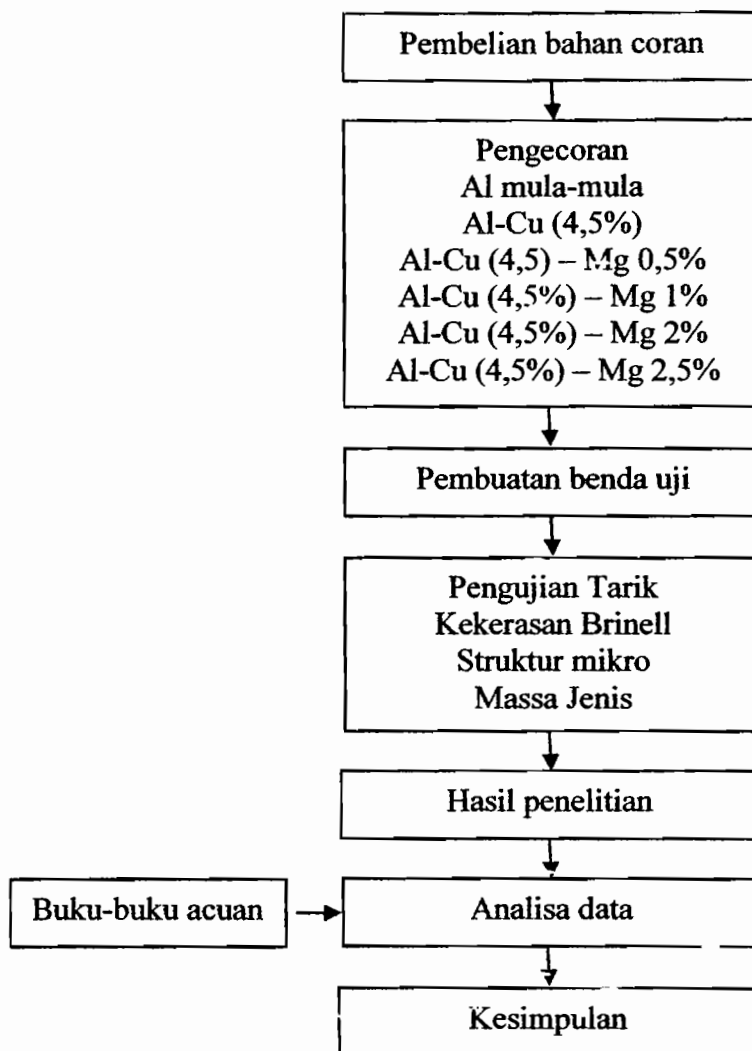 Pembelian bahan coran
Pengecoran
Al mula-mula
Al-Cu (4,5%)
Al-Cu (4,5) – Mg 0,5%
Al-Cu (4,5%) – Mg 1%
Al-Cu (4,5%) – Mg 2%
Al-Cu (4,5%) – Mg 2,5%
Pembuatan benda uji
Pengujian Tarik
Kekerasan Brinell
Struktur mikro
Massa Jenis
Hasil penelitian
Buku-buku acuan
Analisa data
Kesimpulan